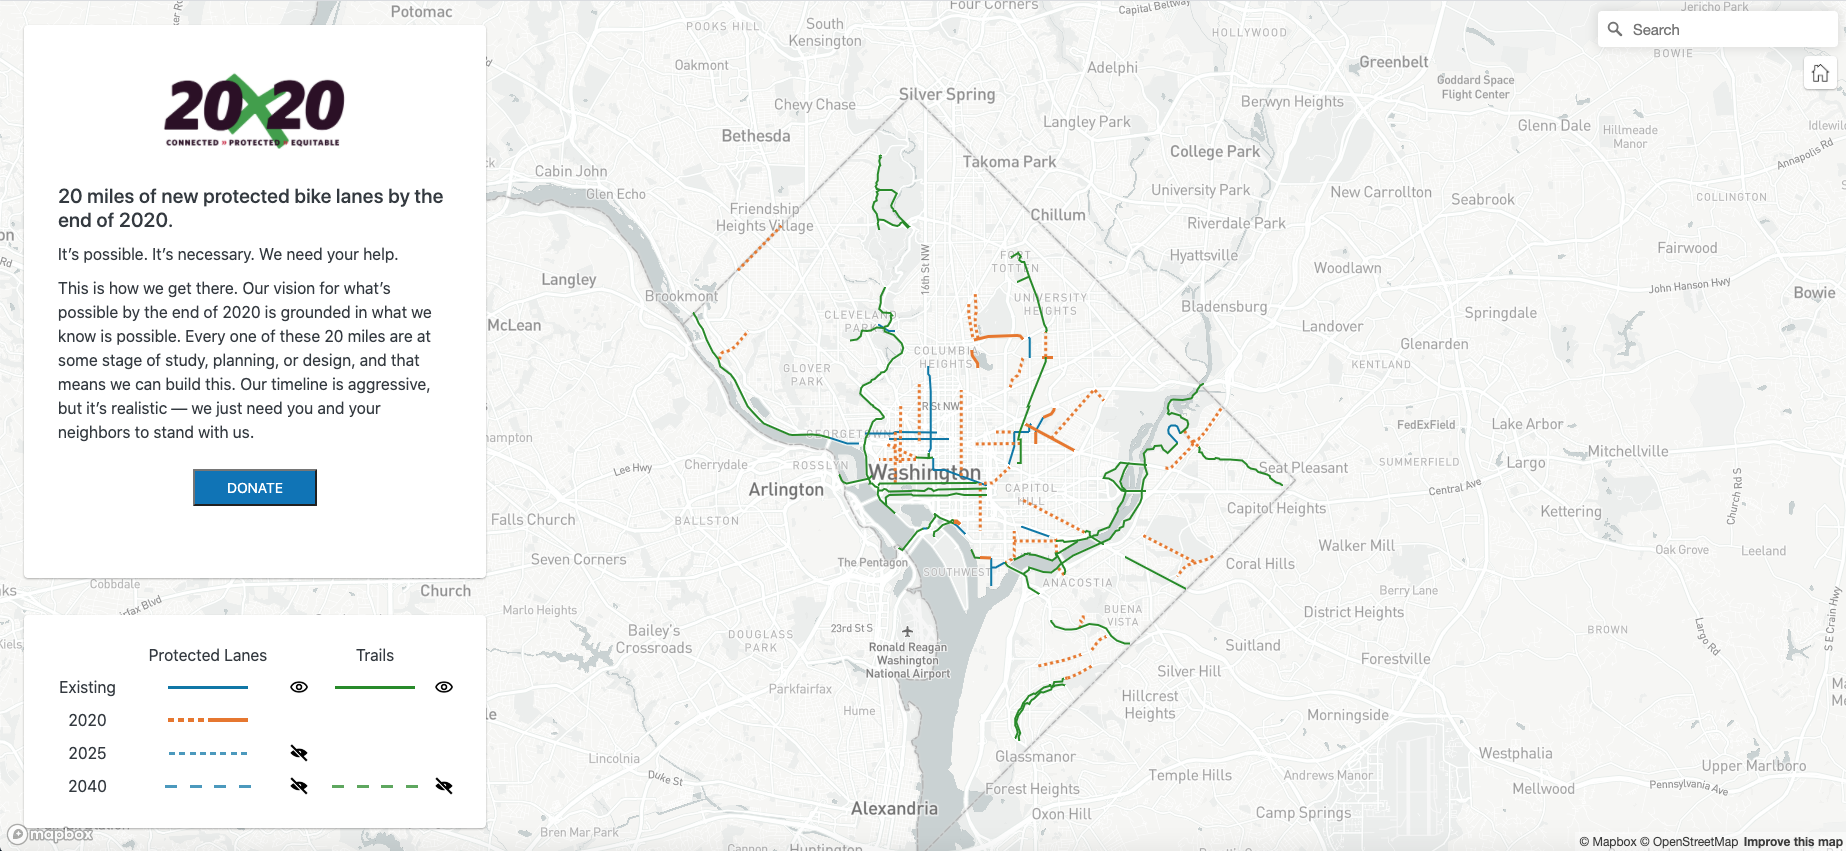 20x20
CONNECTED » PROTECTED » EQUITABLE
20 miles of new protected bike lanes by the
end of 2020.
It's possible. It's necessary. We need your help.
This is how we get there. Our vision for what's
possible by the end of 2020 is grounded in what we
know is possible. Every one of these 20 miles are at
some stage of study, planning, or design, and that
means we can build this. Our timeline is aggressive,
but it's realistic — we just need you and your
neighbors to stand with us.
DONATE
Protected Lanes
Trails
Existing
2020
2025
2040
mapbox
Search
Potomac
POOKS HILL
South
Kensington
Four Corners
Capital Beltway
HOLLYWOOD
Jericho Park
BOWIE
Oakmont
Adelphi
Greenbelt
Goddard Space
Flight Center
Chevy Chase
Silver Spring
Berwyn Heights
Bethesda
Langley Park
Glenn Dale
Hillmeade
Manor
Idlewild
Annapolis Rd
Cabin John
Takoma Park
College Park
Glen Echo
University Park
New Carrollton
Seabrook
COLLINGTON
Friendship
Heights Village
Chillum
Riverdale Park
16th St NW
FORT
TOTTEN
Hyattsville
Fairwood
Langley
Woodlawn
John Hanson Hwy
Bowie
Brookmont
UNIVERSITY
HEIGHTS
Bladensburg
Springdale
McLean
CLEVELAND
PARK
Landover
Glenarden
COLUMBIA
HEIGHTS
KENTLAND
GLOVER
PARK
R St NW
FedExField
Lake Arbor
GEORGETOWN
Mitchellville
Lee Hwy
Cherrydale
ROSSLYN
Washington
Seat Pleasant
SUMMERFIELD
Largo
Arlington
CAPITOL
HILL
Central Ave
Church Rd S
Falls Church
BALLSTON
Capitol Heights
Kettering
Seven Corners
The Pentagon
SOUTHWEST
ANACOSTIA
Walker Mill
Oak Grove
Leeland
Coral Hills
Cobbdale
Church
Marlo Heights
Berry Lane
BUENA
VISTA
District Heights
Bailey's
Crossroads
DOUGLASS
PARK
23rd St S
Ronald Reagan
Washington
National Airport
Suitland
BROWN
Largo Rd
S E Crain Hwy
Forestville
Silver Hill
Parkfairfax
Hume
Hillcrest
Heights
Morningside
Lincolnia
Duke St
Glassmanor
Westphalia
Upper Marlboro
Temple Hills
Andrews Manor
Pennsylvania Ave
Forest Heights
Mellwood
Alexandria
Oxon Hill
Camp Springs
Bren Mar Park
Huntington
© Mapbox © OpenStreetMap Improve this map